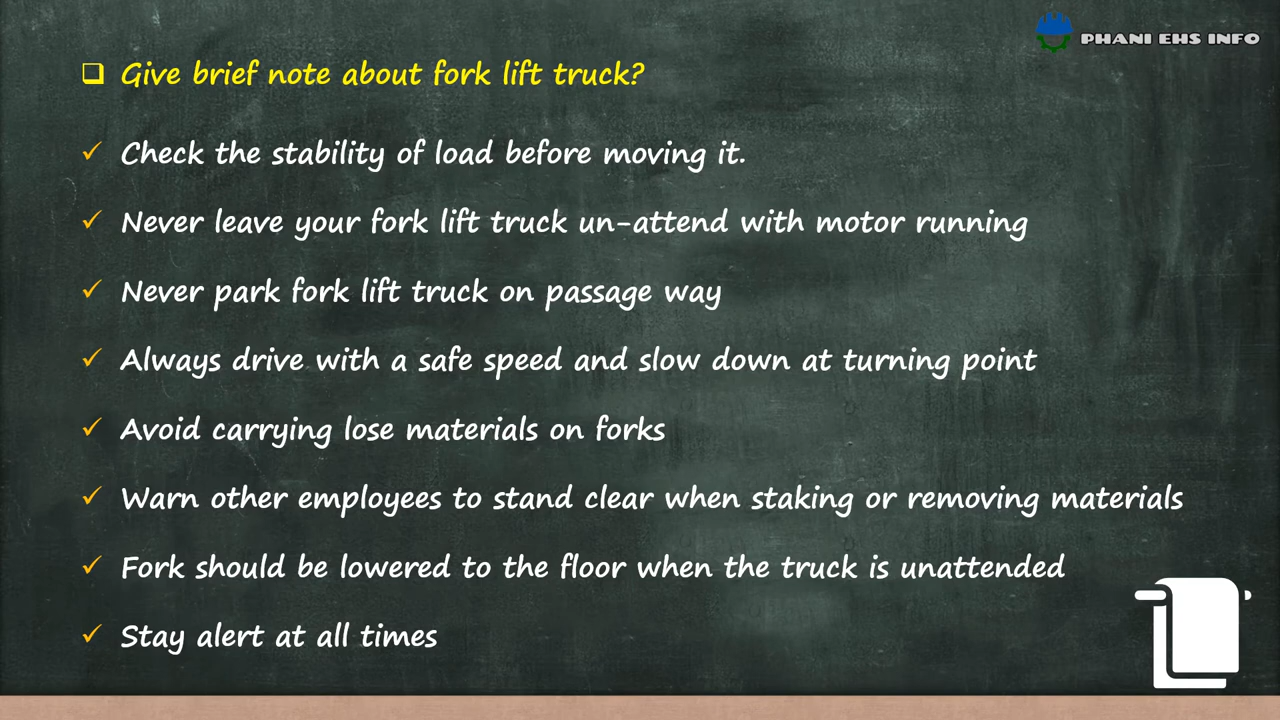 PHANI EHS INFO
Give brief note about fork lift truck?
Check the stability of load before moving it.
Never leave your fork lift truck un-attend with motor running
Never park fork lift truck on passage way
Always drive with a safe speed and slow down at turning point
Avoid carrying lose materials on forks
Warn other employees to stand clear when staking or removing materials
Fork should be lowered to the floor when the truck is unattended
Stay alert at all times